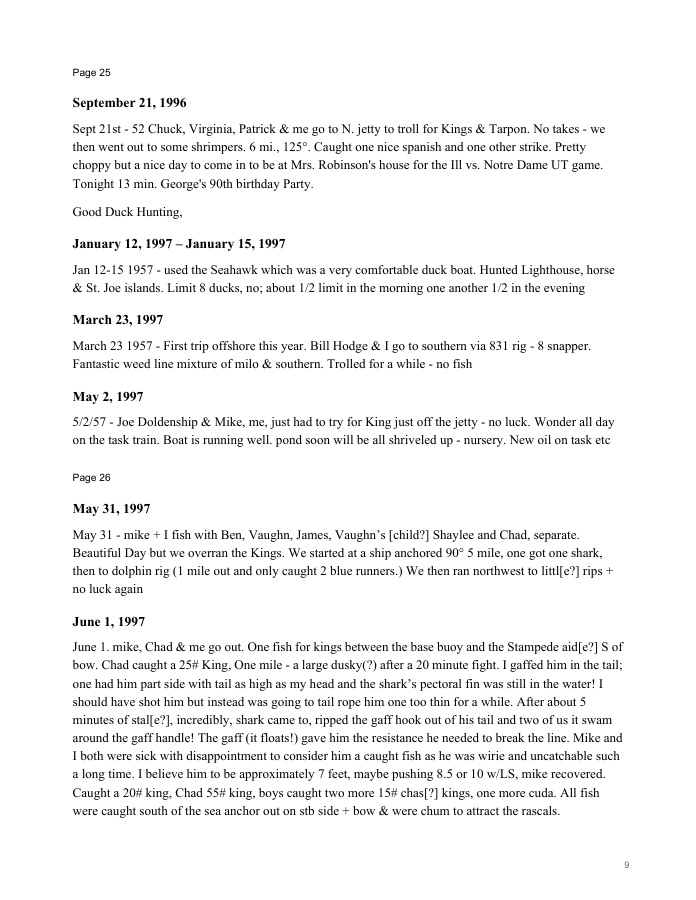 Page 25
September 21, 1996
Sept 21st - 52 Chuck, Virginia, Patrick & me go to N. jetty to troll for Kings & Tarpon. No takes - we
then went out to some shrimpers. 6 mi., 125°. Caught one nice spanish and one other strike. Pretty
choppy but a nice day to come in to be at Mrs. Robinson's house for the Ill vs. Notre Dame UT game.
Tonight 13 min. George's 90th birthday Party.
Good Duck Hunting,
January 12, 1997 – January 15, 1997
Jan 12-15 1957 - used the Seahawk which was a very comfortable duck boat. Hunted Lighthouse, horse
& St. Joe islands. Limit 8 ducks, no; about 1/2 limit in the morning one another 1/2 in the evening
March 23, 1997
March 23 1957 - First trip offshore this year. Bill Hodge & I go to southern via 831 rig - 8 snapper.
Fantastic weed line mixture of milo & southern. Trolled for a while - no fish
May 2, 1997
5/2/57 - Joe Doldenship & Mike, me, just had to try for King just off the jetty - no luck. Wonder all day
on the task train. Boat is running well. pond soon will be all shriveled up - nursery. New oil on task etc
Page 26
May 31, 1997
May 31 - mike + I fish with Ben, Vaughn, James, Vaughn’s [child?] Shaylee and Chad, separate.
Beautiful Day but we overran the Kings. We started at a ship anchored 90° 5 mile, one got one shark,
then to dolphin rig (1 mile out and only caught 2 blue runners.) We then ran northwest to littl[e?] rips +
no luck again
June 1, 1997
June 1. mike, Chad & me go out. One fish for kings between the base buoy and the Stampede aid[e?] S of
bow. Chad caught a 25# King, One mile - a large dusky(?) after a 20 minute fight. I gaffed him in the tail;
one had him part side with tail as high as my head and the shark’s pectoral fin was still in the water! I
should have shot him but instead was going to tail rope him one too thin for a while. After about 5
minutes of stal[e?], incredibly, shark came to, ripped the gaff hook out of his tail and two of us it swam
around the gaff handle! The gaff (it floats!) gave him the resistance he needed to break the line. Mike and
I both were sick with disappointment to consider him a caught fish as he was wirie and uncatchable such
a long time. I believe him to be approximately 7 feet, maybe pushing 8.5 or 10 w/LS, mike recovered.
Caught a 20# king, Chad 55# king, boys caught two more 15# chas[?] kings, one more cuda. All fish
were caught south of the sea anchor out on stb side + bow & were chum to attract the rascals.
9